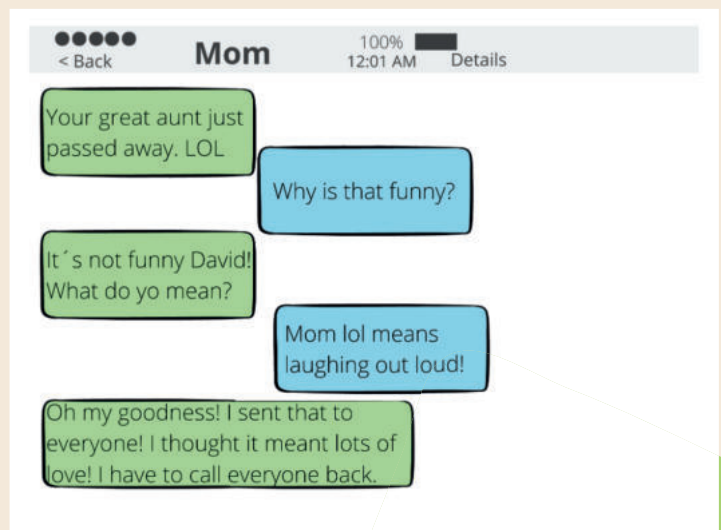 100%
< Back Mom 12:01 AM Details
Your great aunt just
passed away. LOL
Why is that funny?
It´s not funny David!
What do yo mean?
Mom lol means
laughing out loud!
Oh my goodness! I sent that to
everyone! I thought it meant lots of
love! I have to call everyone back.